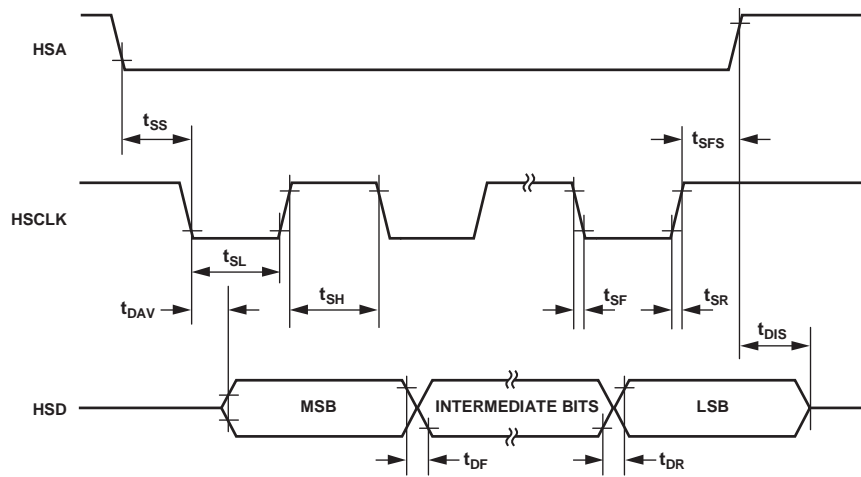 HSA
tSS
tSFS
HSCLK
tSL
tSH
tSF
tSR
tDAV
tDIS
HSD
MSB
INTERMEDIATE BITS
LSB
tDF
tDR